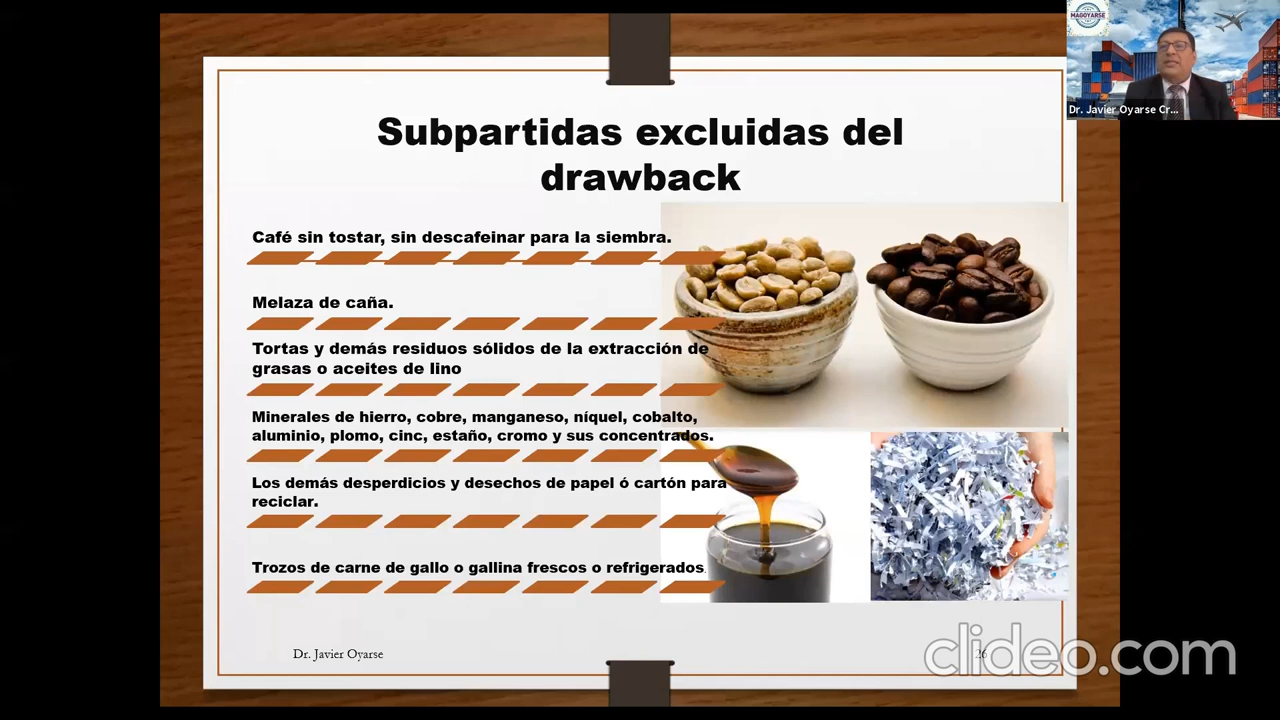 MAGOYARSE
Dr. Javier Oyarse Cr...
Subpartidas excluidas del
drawback
Café sin tostar, sin descafeinar para la siembra.
Melaza de caña.
Tortas y demás residuos sólidos de la extracción de
grasas o aceites de lino
Minerales de hierro, cobre, manganeso, níquel, cobalto,
aluminio, plomo, cinc, estaño, cromo y sus concentrados.
Los demás desperdicios y desechos de papel ó cartón para
reciclar.
Trozos de carne de gallo o gallina frescos o refrigerados.
Dr. Javier Oyarse
26
clideo.com